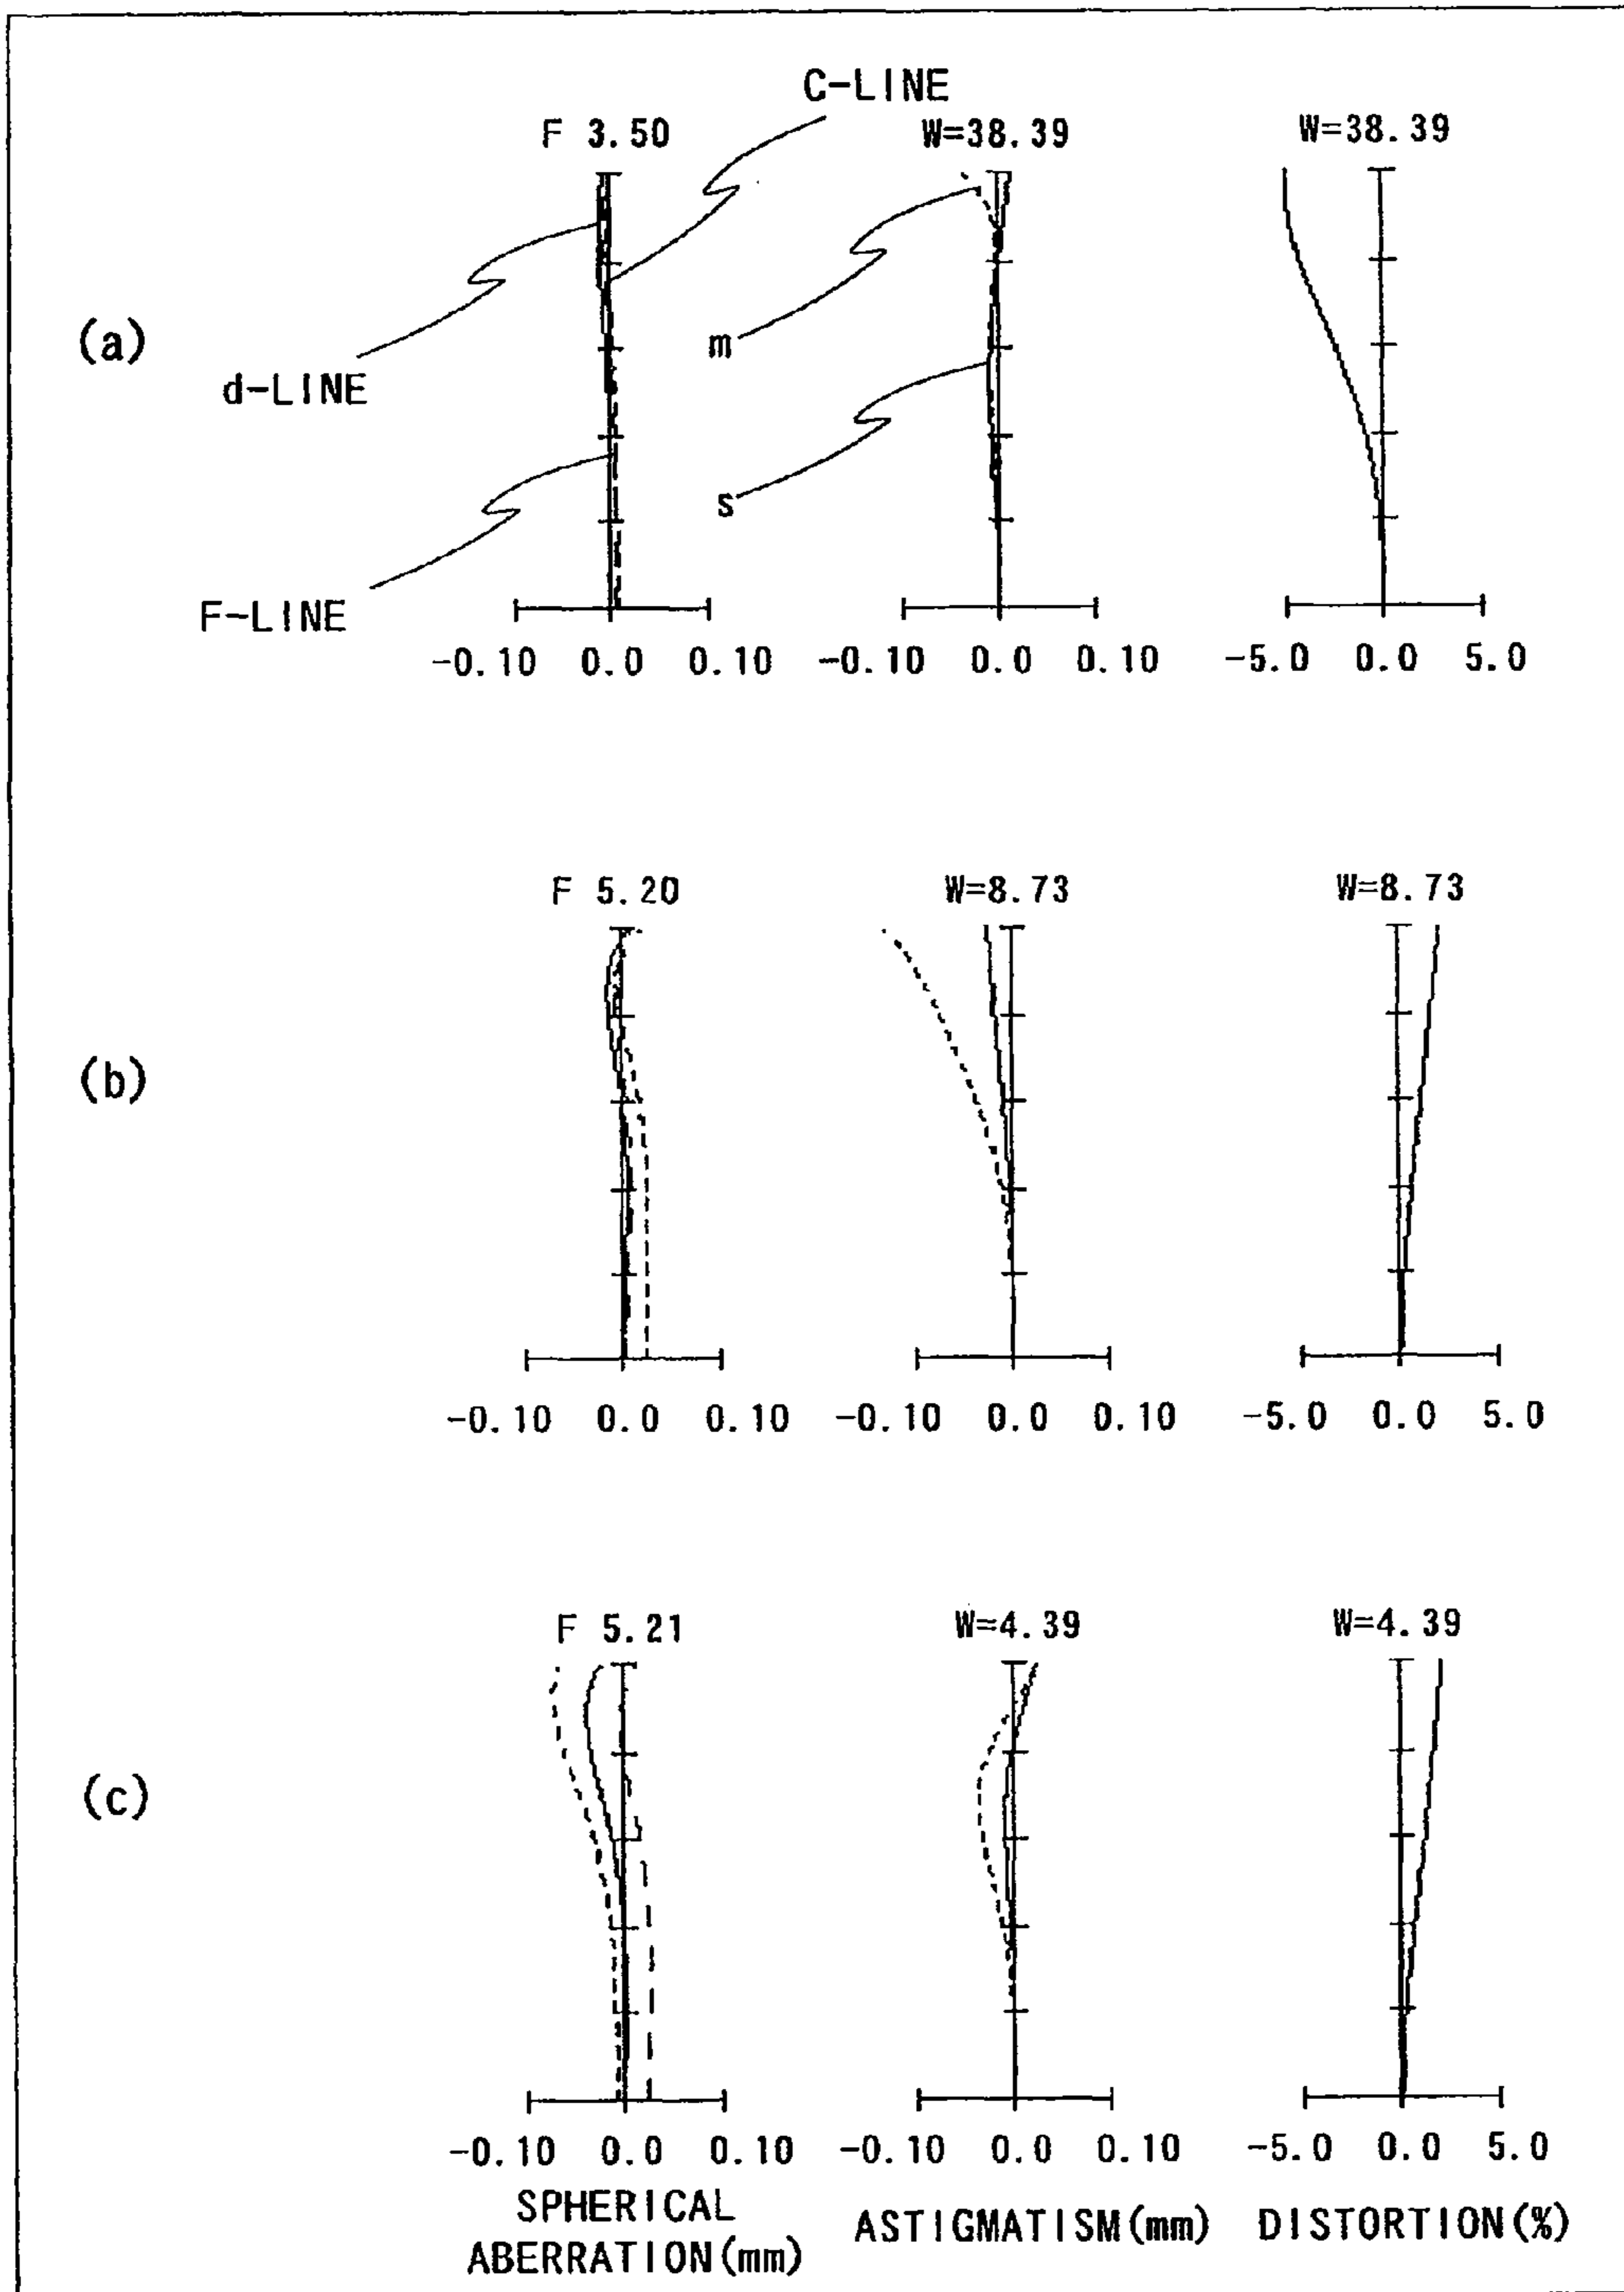 C-LINE
F 3.50 W=38.39 W=38.39
(a)
d-LINE
m
s
F-LINE
-0.10 0.0 0.10 -0.10 0.0 0.10 -5.0 0.0 5.0
F 5.20 W=8.73 W=8.73
(b)
-0.10 0.0 0.10 -0.10 0.0 0.10 -5.0 0.0 5.0
F 5.21 W=4.39 W=4.39
(c)
-0.10 0.0 0.10 -0.10 0.0 0.10 -5.0 0.0 5.0
SPHERICAL
ABERRATION(mm)
ASTIGMATISM(mm)
DISTORTION(%)